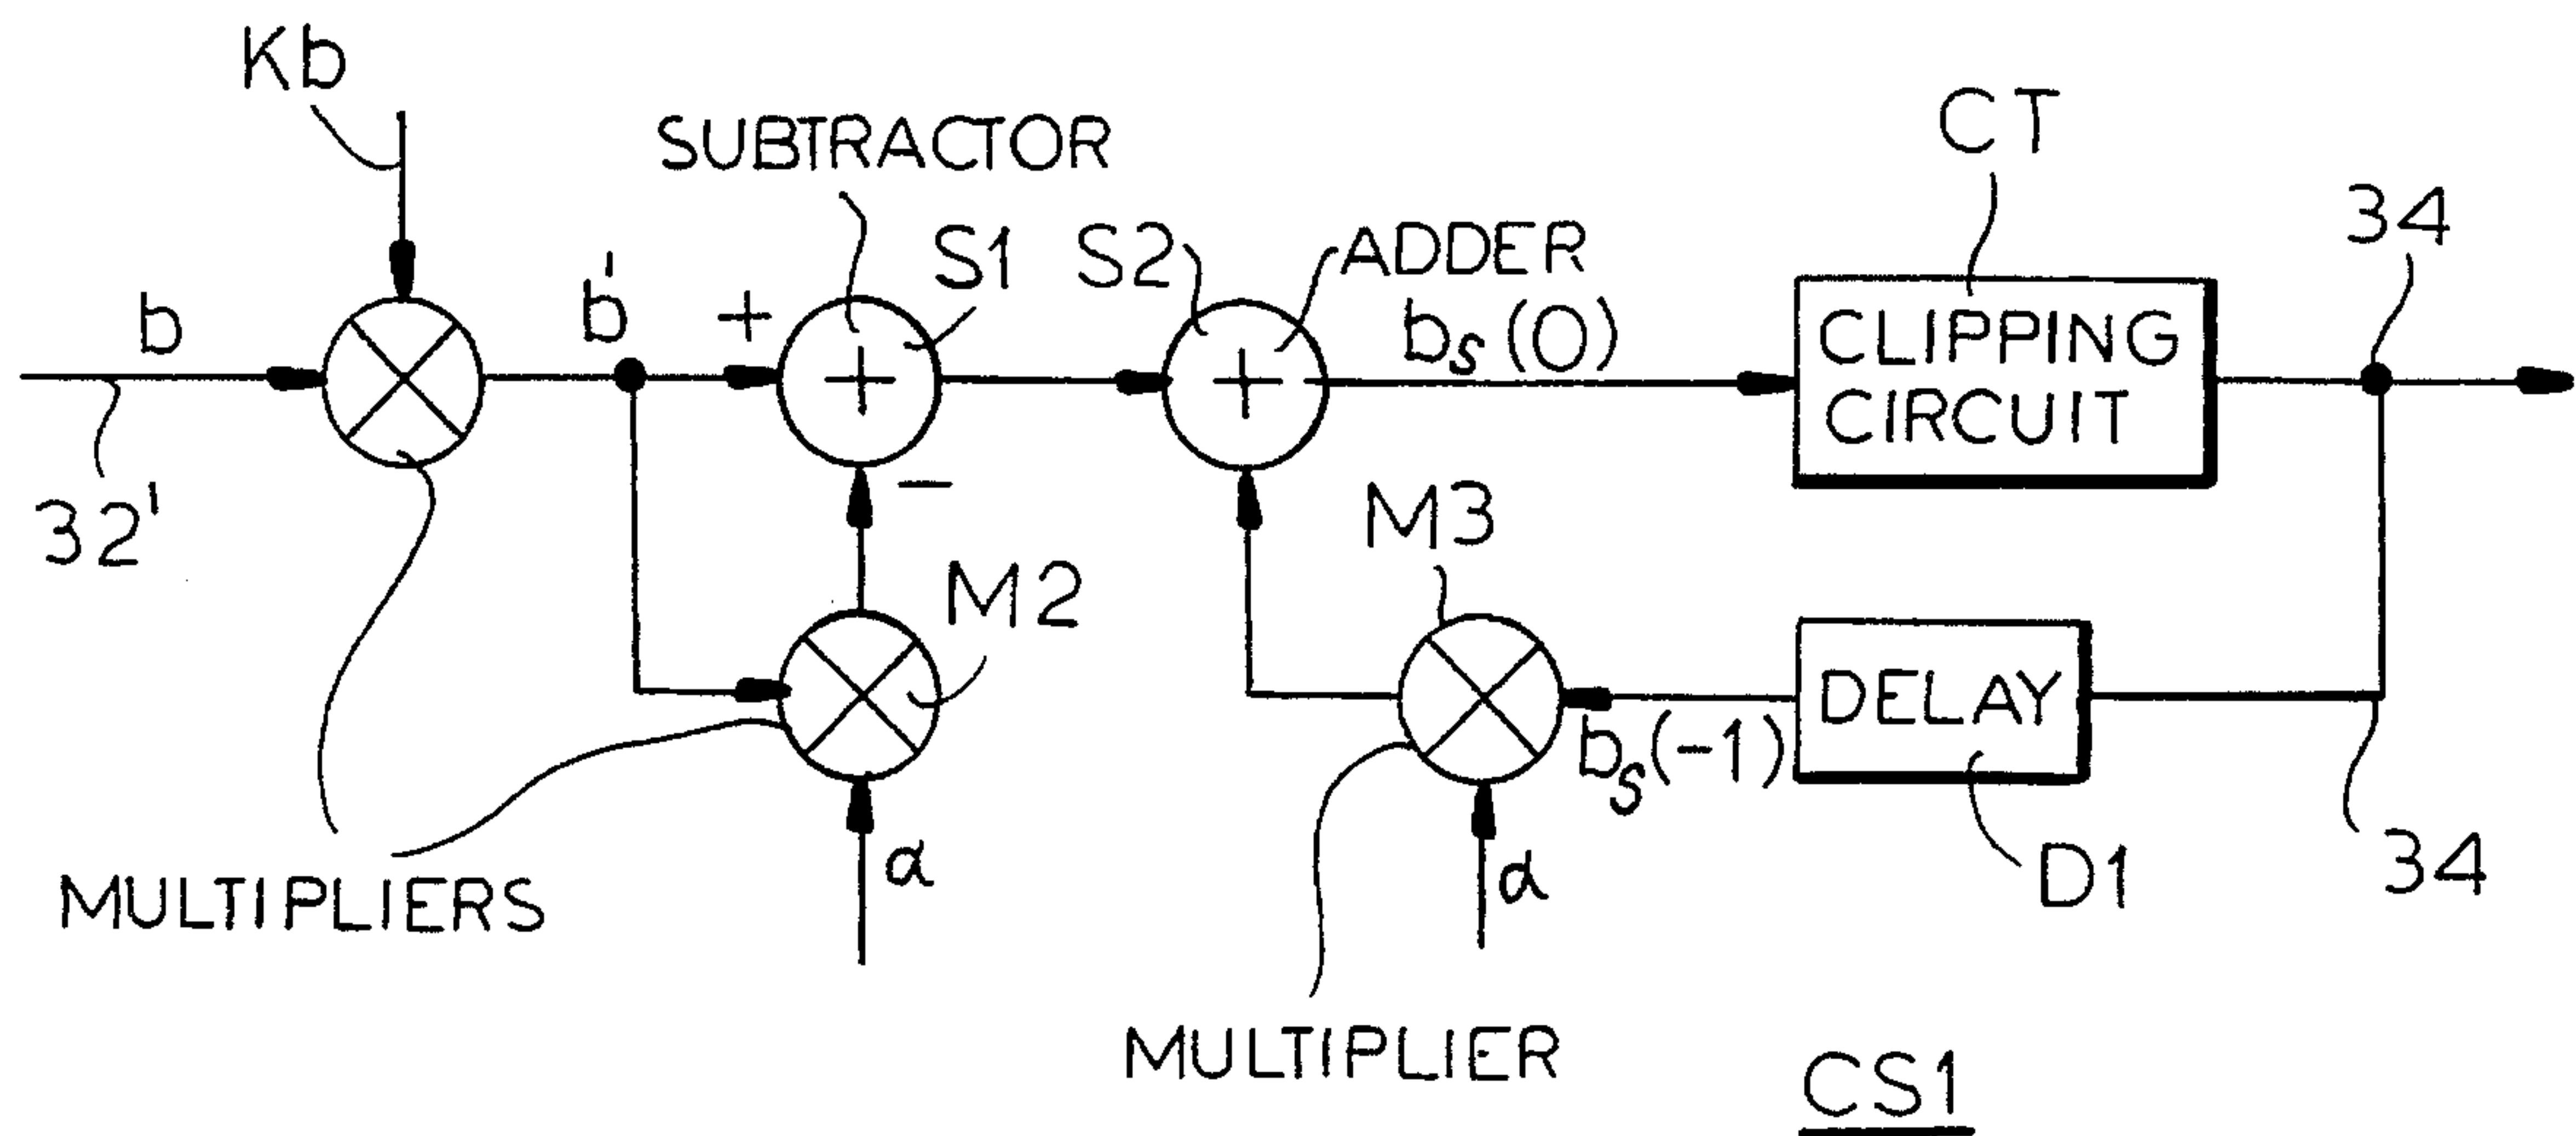 Kb
SUBTRACTOR
CT
S1
S2
ADDER
34
b
b'
+
bs(0)
CLIPPING
CIRCUIT
+
+
32'
−
M3
M2
DELAY
bs(-1)
α
α
D1
34
MULTIPLIERS
MULTIPLIER
CS1